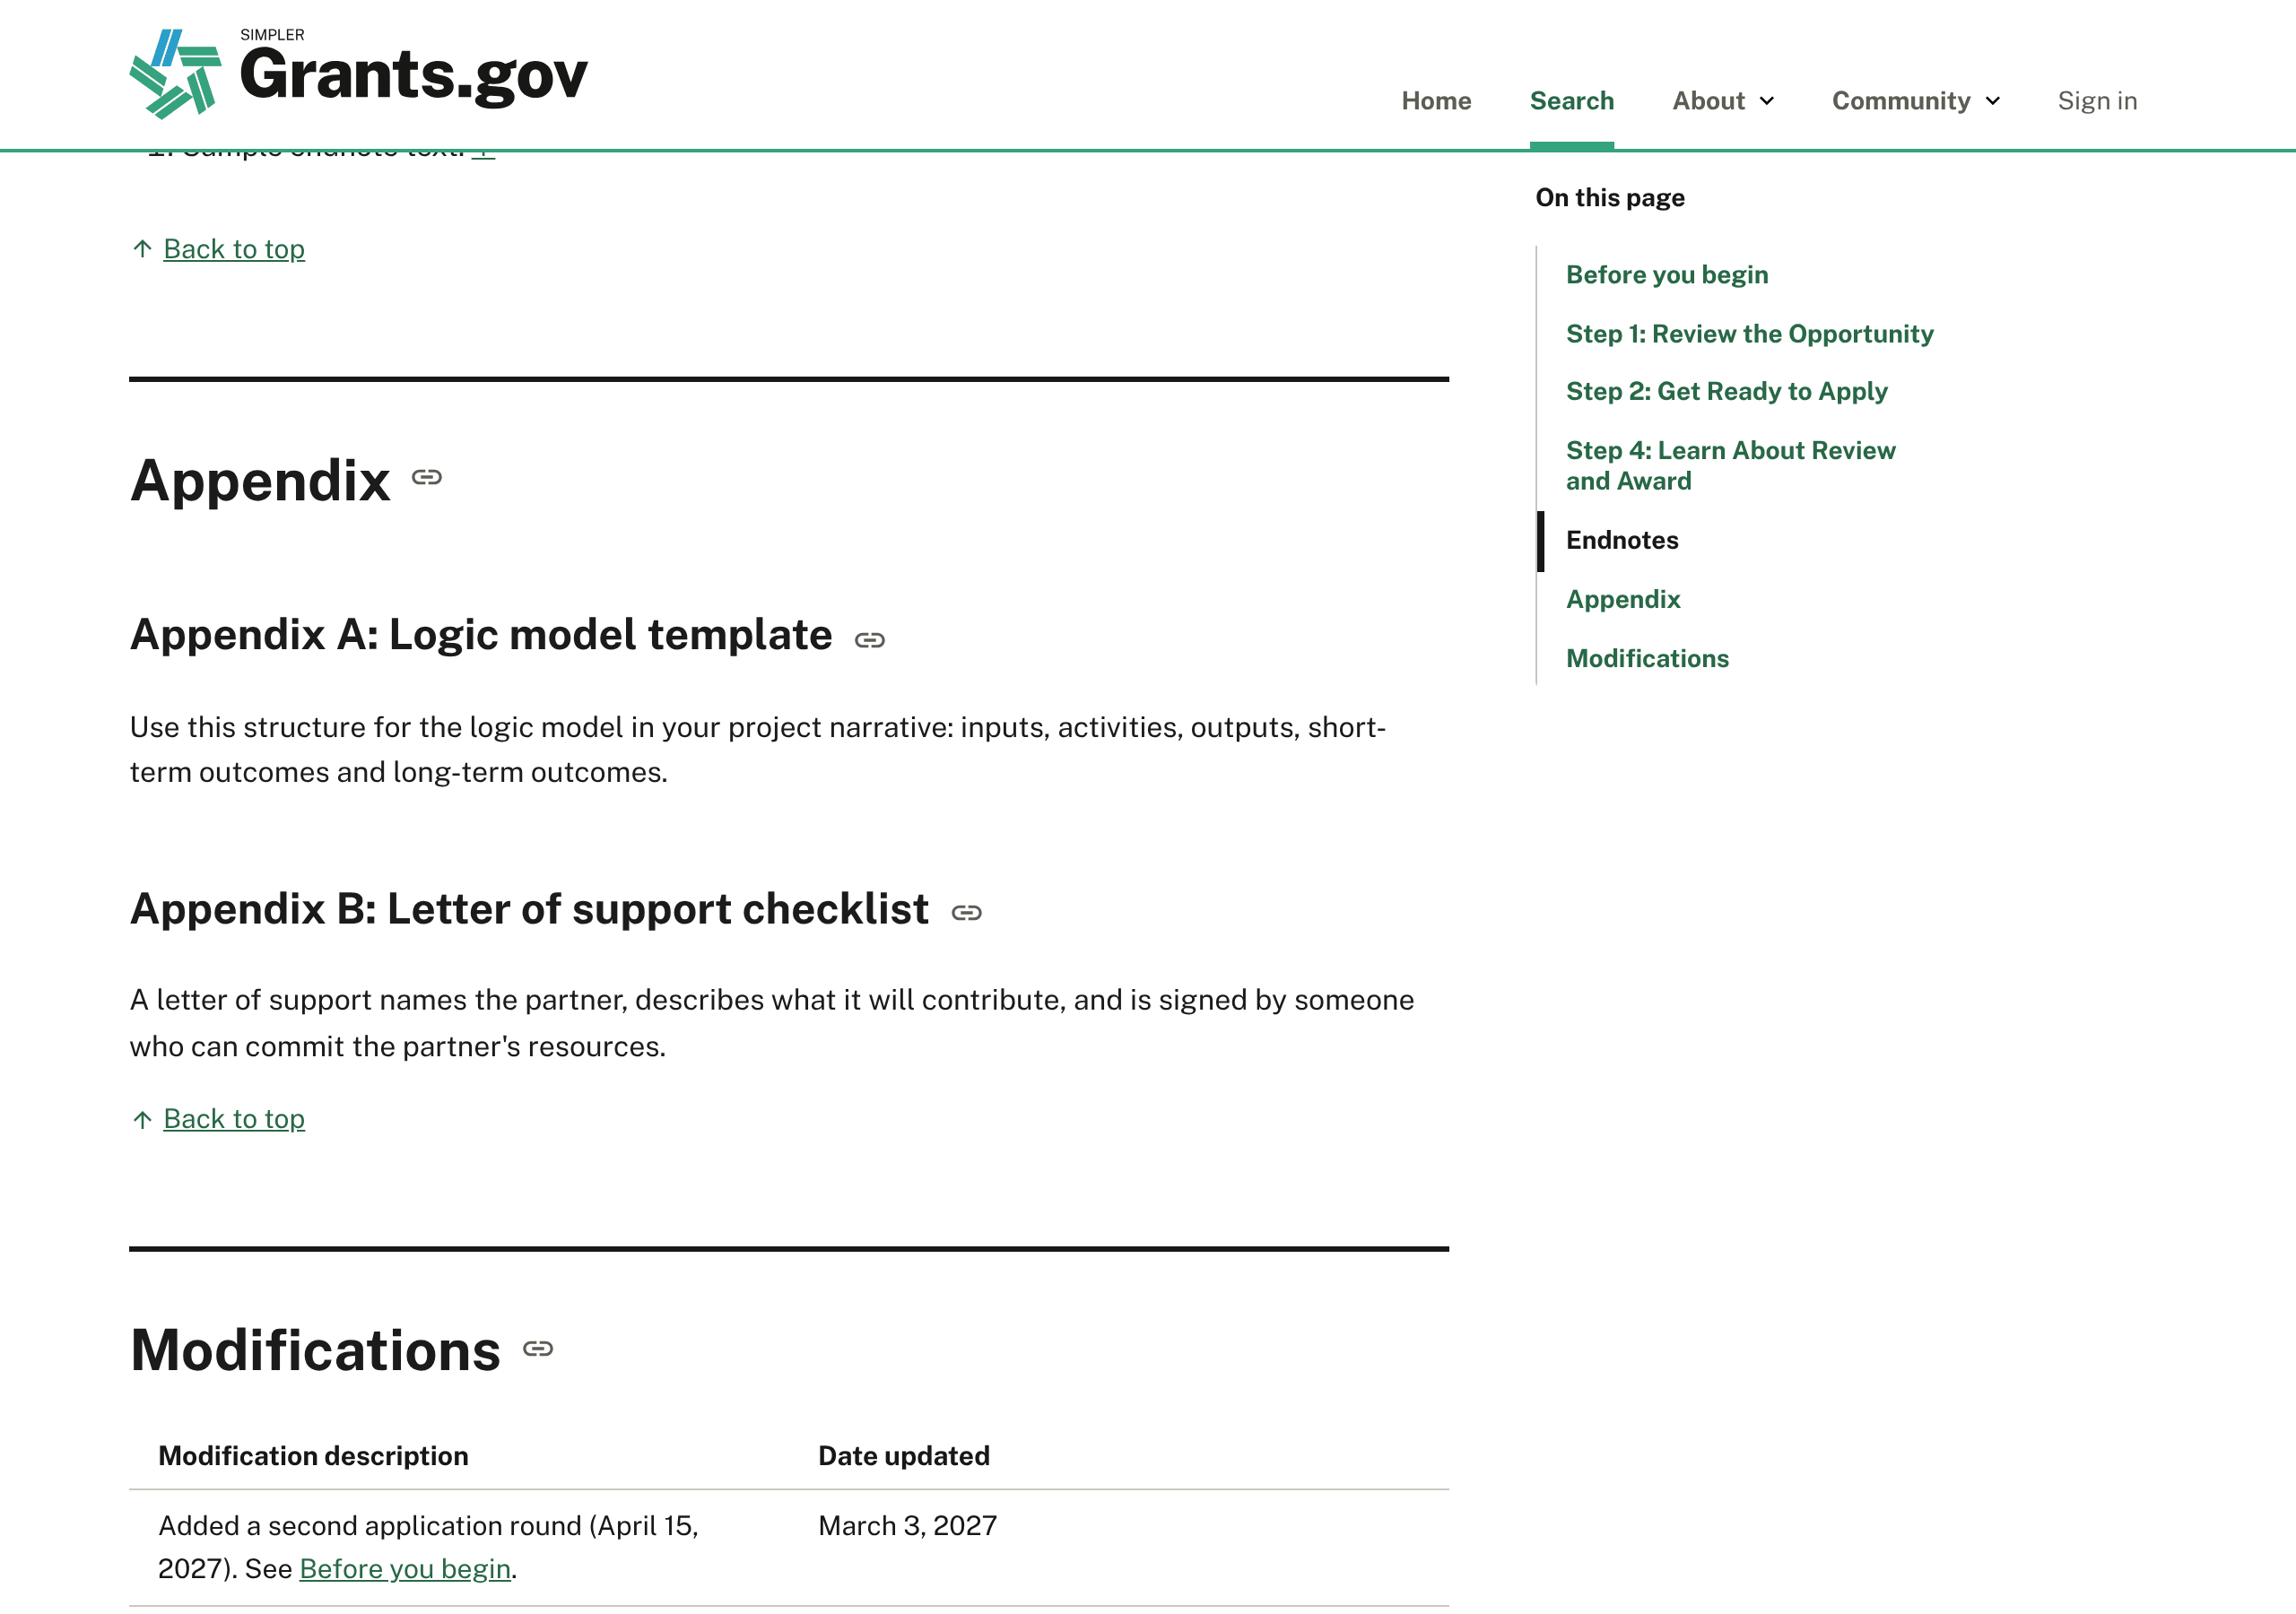 SIMPLER
Grants.gov
Home
Search
About
Community
Sign in
1. Sample endnote text.
↑ Back to top
Appendix
Appendix A: Logic model template
Use this structure for the logic model in your project narrative: inputs, activities, outputs, short-
term outcomes and long-term outcomes.
Appendix B: Letter of support checklist
A letter of support names the partner, describes what it will contribute, and is signed by someone
who can commit the partner's resources.
↑ Back to top
Modifications
Modification description
Date updated
Added a second application round (April 15,
2027). See Before you begin.
March 3, 2027
On this page
Before you begin
Step 1: Review the Opportunity
Step 2: Get Ready to Apply
Step 4: Learn About Review
and Award
Endnotes
Appendix
Modifications